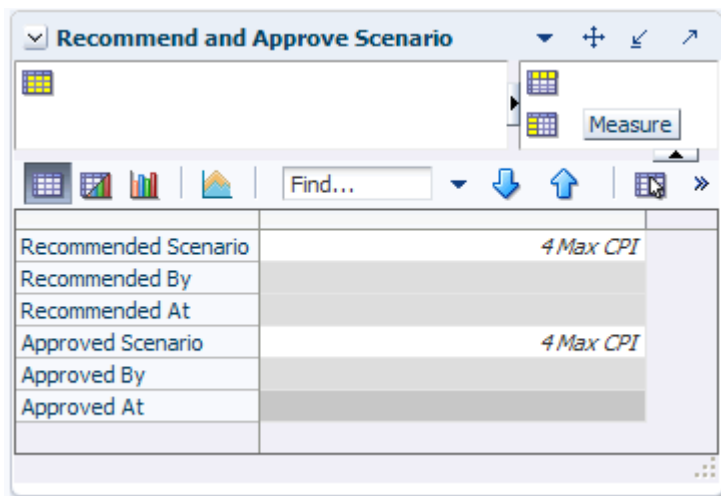 Recommend and Approve Scenario
Measure
Find...
Recommended Scenario 4 Max CPI
Recommended By
Recommended At
Approved Scenario 4 Max CPI
Approved By
Approved At